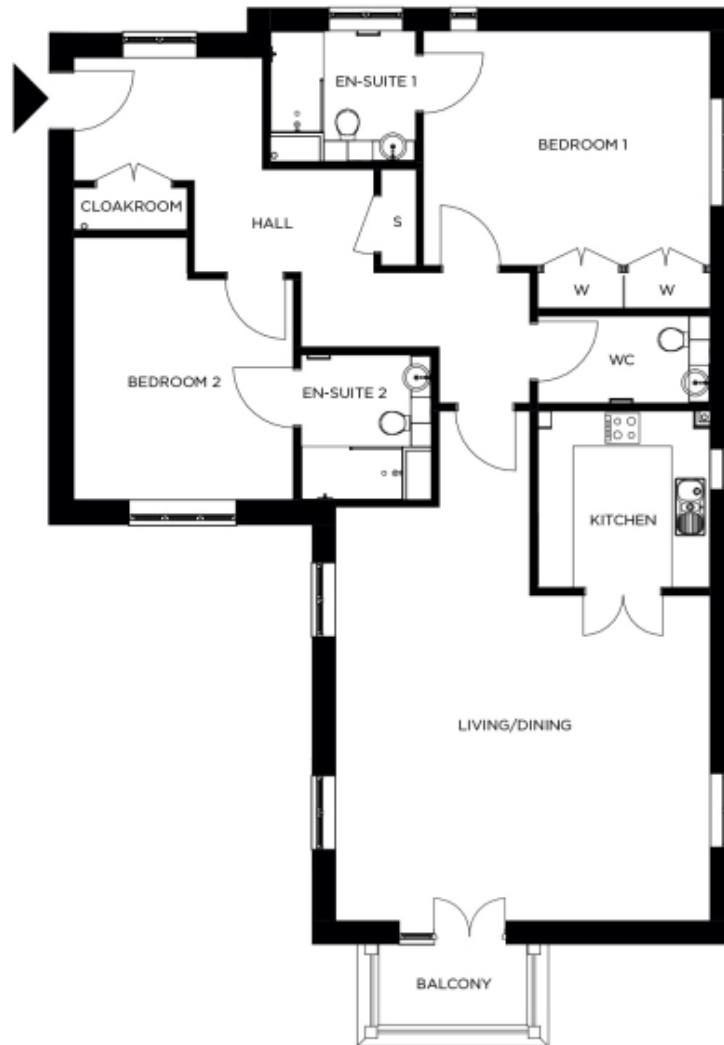 EN-SUITE 1
BEDROOM 1
CLOAKROOM
HALL
S
W
W
WC
BEDROOM 2
EN-SUITE 2
KITCHEN
LIVING/DINING
BALCONY